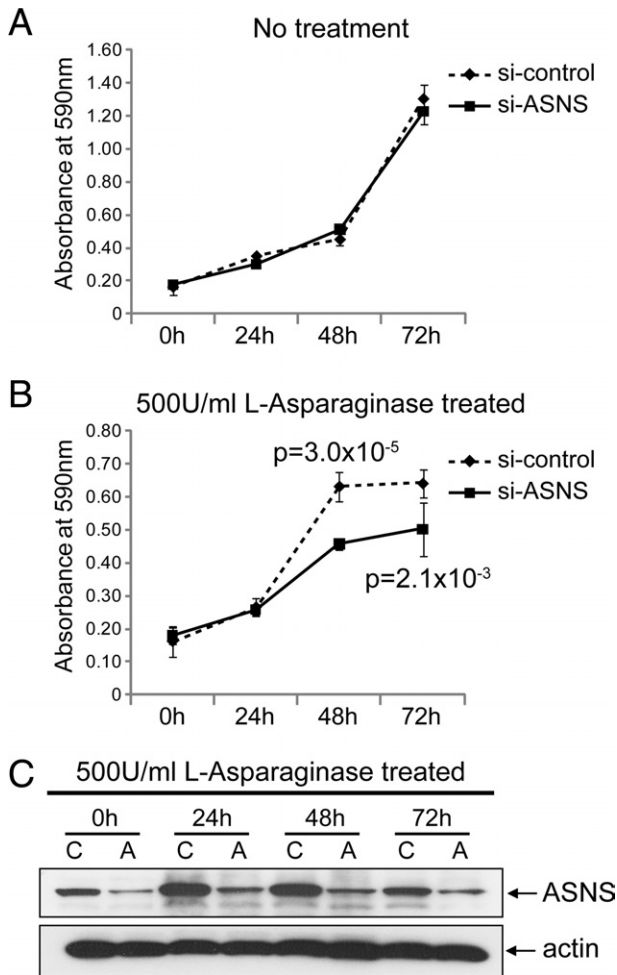 A
No treatment
Absorbance at 590nm
1.60
1.40
1.20
1.00
0.80
0.60
0.40
0.20
0
0h 24h 48h 72h
si-control
si-ASNS
B
500U/ml L-Asparaginase treated
Absorbance at 590nm
0.80
0.70
0.60
0.50
0.40
0.30
0.20
0.10
0
0h 24h 48h 72h
p=3.0x10⁻⁵
p=2.1x10⁻³
si-control
si-ASNS
C
500U/ml L-Asparaginase treated
0h 24h 48h 72h
C A C A C A C A
ASNS
actin